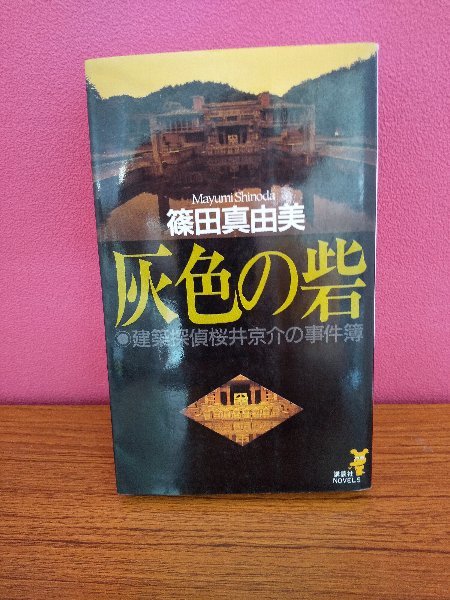 Mayumi Shinoda
篠田真由美
灰色の砦
●建築探偵桜井京介の事件簿
講談社
NOVELS